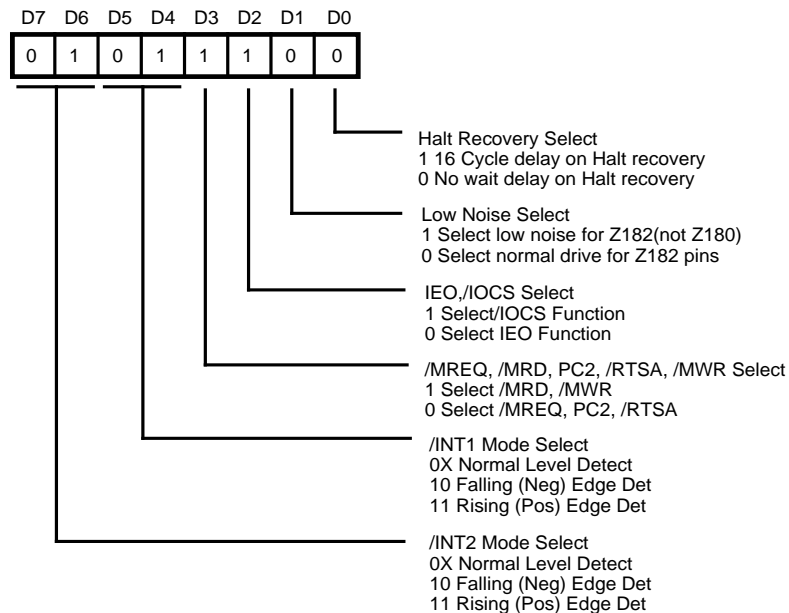 D7 D6 D5 D4 D3 D2 D1 D0
0 1 0 1 1 1 0 0
Halt Recovery Select
1 16 Cycle delay on Halt recovery
0 No wait delay on Halt recovery
Low Noise Select
1 Select low noise for Z182(not Z180)
0 Select normal drive for Z182 pins
IEO,/IOCS Select
1 Select/IOCS Function
0 Select IEO Function
/MREQ, /MRD, PC2, /RTSA, /MWR Select
1 Select /MRD, /MWR
0 Select /MREQ, PC2, /RTSA
/INT1 Mode Select
0X Normal Level Detect
10 Falling (Neg) Edge Det
11 Rising (Pos) Edge Det
/INT2 Mode Select
0X Normal Level Detect
10 Falling (Neg) Edge Det
11 Rising (Pos) Edge Det